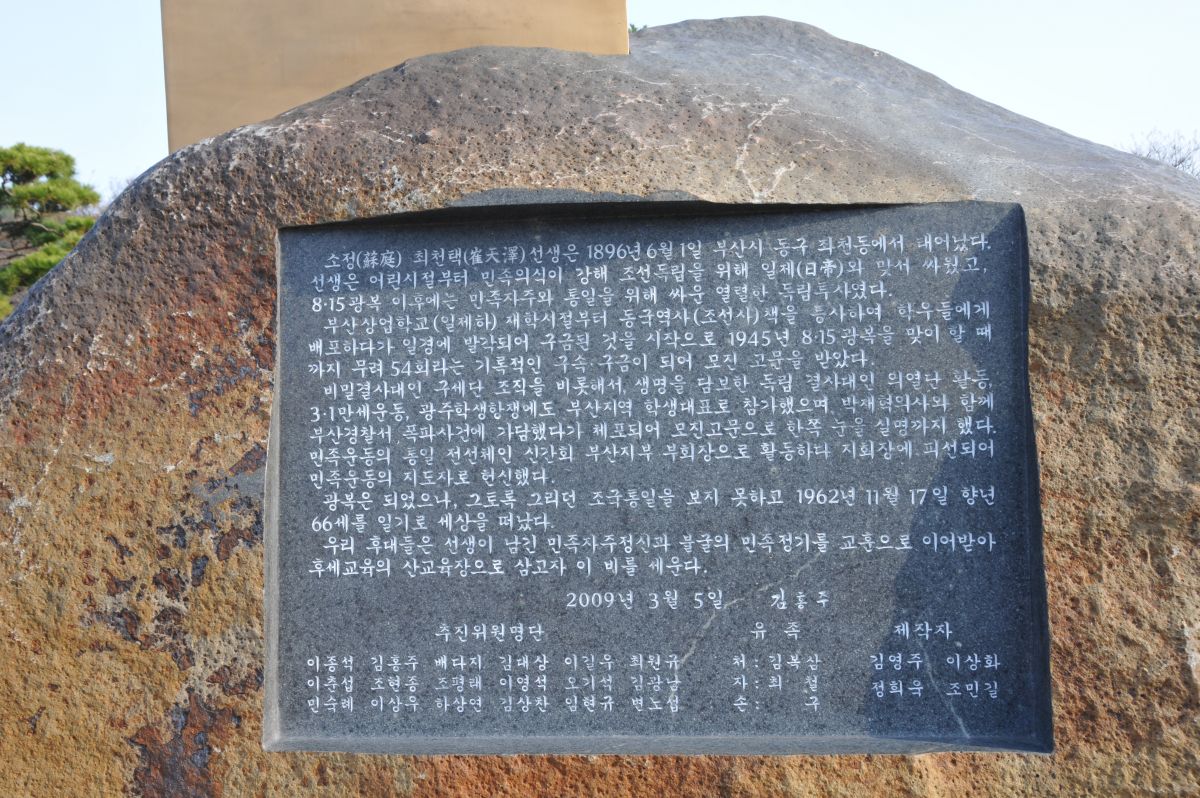 소정(蘇庭) 최천택(崔天澤)선생은 1896년 6월 1일 부산시 동구 좌천동에서 태어났다.
선생은 어린시절부터 민족의식이 강해 조선독립을 위해 일제(日帝)와 맞서 싸웠고,
8·15광복 이후에는 민족자주와 통일을 위해 싸운 열렬한 독립투사였다.
부산상업학교(일제하) 재학시절부터 동국역사(조선사)책을 등사하여 학우들에게
배포하다가 일경에 발각되어 구금된 것을 시작으로 1945년 8·15광복을 맞이 할 때
까지 무려 54회라는 기록적인 구속 구금이 되어 모진 고문을 받았다.
비밀결사대인 구세단 조직을 비롯해서, 생명을 담보한 독립 결사대인 의열단 활동,
3·1만세운동, 광주학생항쟁에도 부산지역 학생대표로 참가했으며, 박재혁의사와 함께
부산경찰서 폭파사건에 가담했다가 체포되어 모진고문으로 한쪽 눈을 실명까지 했다.
민족운동의 통일 전선체인 신간회 부산지부 부회장으로 활동하다 지회장에 피선되어
민족운동의 지도자로 헌신했다.
광복은 되었으나, 그토록 그리던 조국통일을 보지 못하고 1962년 11월 17일 향년
66세를 일기로 세상을 떠났다.
우리 후대들은 선생이 남긴 민족자주정신과 불굴의 민족정기를 교훈으로 이어받아
후세교육의 산교육장으로 삼고자 이 비를 세운다.
2009년 3월 5일 김홍주
추진위원명단 유족 제작자
이종석 김홍주 배다지 김대상 이길우 최원규 처: 김복삼 김영주 이상화
이춘섭 조현종 조평래 이영석 오기석 김광남 자: 최 철 정희욱 조민길
민숙례 이상우 하상연 김상찬 임현규 변노섭 손: 구